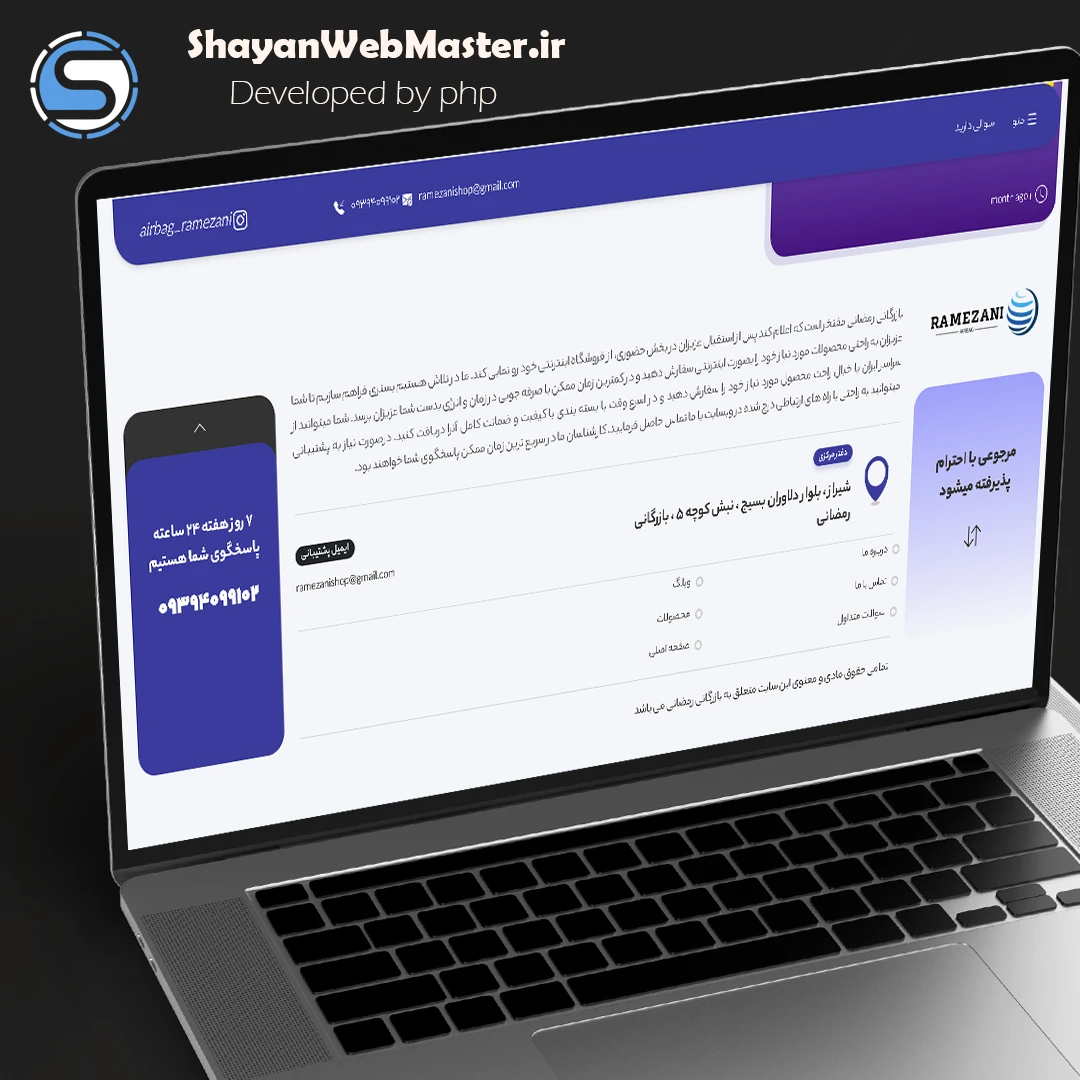 ShayanWebMaster.ir
Developed by php
منو
سوالی دارید
ramezanishop@gmail.com
۰۹۳۹۴۰۹۹۱۰۲
airbag_ramezani
۱ month ago
RAMEZANI
AIRBAG
بازرگانی رمضانی مفتخر است که اعلام کند پس از استقبال عزیزان در بخش حضوری، از فروشگاه اینترنتی خود رو نمایی کند. ما در تلاش هستیم بستری فراهم سازیم تا شما
عزیزان به راحتی محصولات مورد نیاز خود را بصورت اینترنتی سفارش دهید و در کمترین زمان ممکن با صرفه جویی در زمان و انرژی بدست شما عزیزان برسد. شما میتوانید از
سراسر ایران با خیال راحت محصول مورد نیاز خود را سفارش دهید و در اسرع وقت با بسته بندی با کیفیت و ضمانت کامل آنرا دریافت کنید. درصورت نیاز به پشتیبانی
میتوانید به راحتی با راه های ارتباطی درج شده در وبسایت با ما تماس حاصل فرمایید. کارشناسان ما در سریع ترین زمان ممکن پاسخگوی شما خواهند بود.
مرجوعی با احترام
پذیرفته میشود
دفتر مرکزی
شیراز ، بلوار دلاوران بسیج ، نبش کوچه ۵ ، بازرگانی
رمضانی
ایمیل پشتیبانی
ramezanishop@gmail.com
۷ روز هفته ۲۴ ساعته
پاسخگوی شما هستیم
۰۹۳۹۴۰۹۹۱۰۲
درباره ما
تماس با ما
سوالات متداول
وبلاگ
محصولات
صفحه اصلی
تمامی حقوق مادی و معنوی این سایت متعلق به بازرگانی رمضانی می باشد